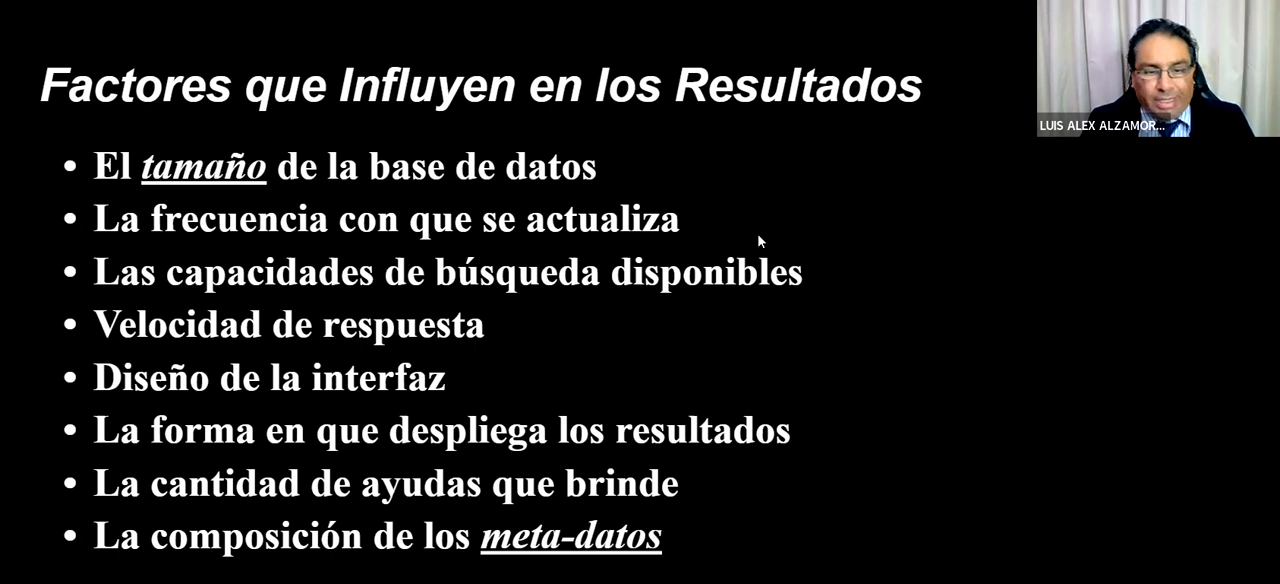 Factores que Influyen en los Resultados
LUIS ALEX ALZAMOR...
• El tamaño de la base de datos
• La frecuencia con que se actualiza
• Las capacidades de búsqueda disponibles
• Velocidad de respuesta
• Diseño de la interfaz
• La forma en que despliega los resultados
• La cantidad de ayudas que brinde
• La composición de los meta-datos